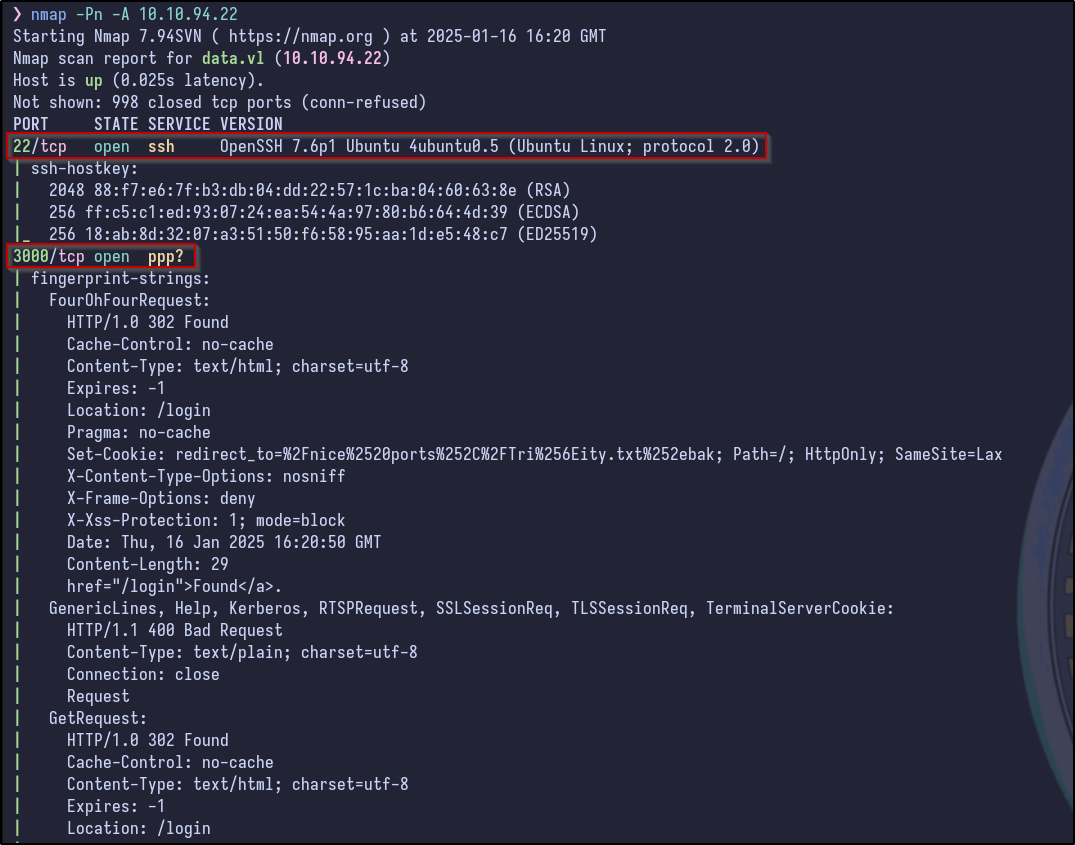 ❯ nmap -Pn -A 10.10.94.22
Starting Nmap 7.94SVN ( https://nmap.org ) at 2025-01-16 16:20 GMT
Nmap scan report for data.vl (10.10.94.22)
Host is up (0.025s latency).
Not shown: 998 closed tcp ports (conn-refused)
PORT     STATE SERVICE VERSION
22/tcp   open  ssh     OpenSSH 7.6p1 Ubuntu 4ubuntu0.5 (Ubuntu Linux; protocol 2.0)
| ssh-hostkey:
|   2048 88:f7:e6:7f:b3:db:04:dd:22:57:1c:ba:04:60:63:8e (RSA)
|   256 ff:c5:c1:ed:93:07:24:ea:54:4a:97:80:b6:64:4d:39 (ECDSA)
|_  256 18:ab:8d:32:07:a3:51:50:f6:58:95:aa:1d:e5:48:c7 (ED25519)
3000/tcp open  ppp?
| fingerprint-strings:
|   FourOhFourRequest:
|     HTTP/1.0 302 Found
|     Cache-Control: no-cache
|     Content-Type: text/html; charset=utf-8
|     Expires: -1
|     Location: /login
|     Pragma: no-cache
|     Set-Cookie: redirect_to=%2Fnice%2520ports%252C%2FTri%256Eity.txt%252ebak; Path=/; HttpOnly; SameSite=Lax
|     X-Content-Type-Options: nosniff
|     X-Frame-Options: deny
|     X-Xss-Protection: 1; mode=block
|     Date: Thu, 16 Jan 2025 16:20:50 GMT
|     Content-Length: 29
|     href="/login">Found</a>.
|   GenericLines, Help, Kerberos, RTSPRequest, SSLSessionReq, TLSSessionReq, TerminalServerCookie:
|     HTTP/1.1 400 Bad Request
|     Content-Type: text/plain; charset=utf-8
|     Connection: close
|     Request
|   GetRequest:
|     HTTP/1.0 302 Found
|     Cache-Control: no-cache
|     Content-Type: text/html; charset=utf-8
|     Expires: -1
|     Location: /login